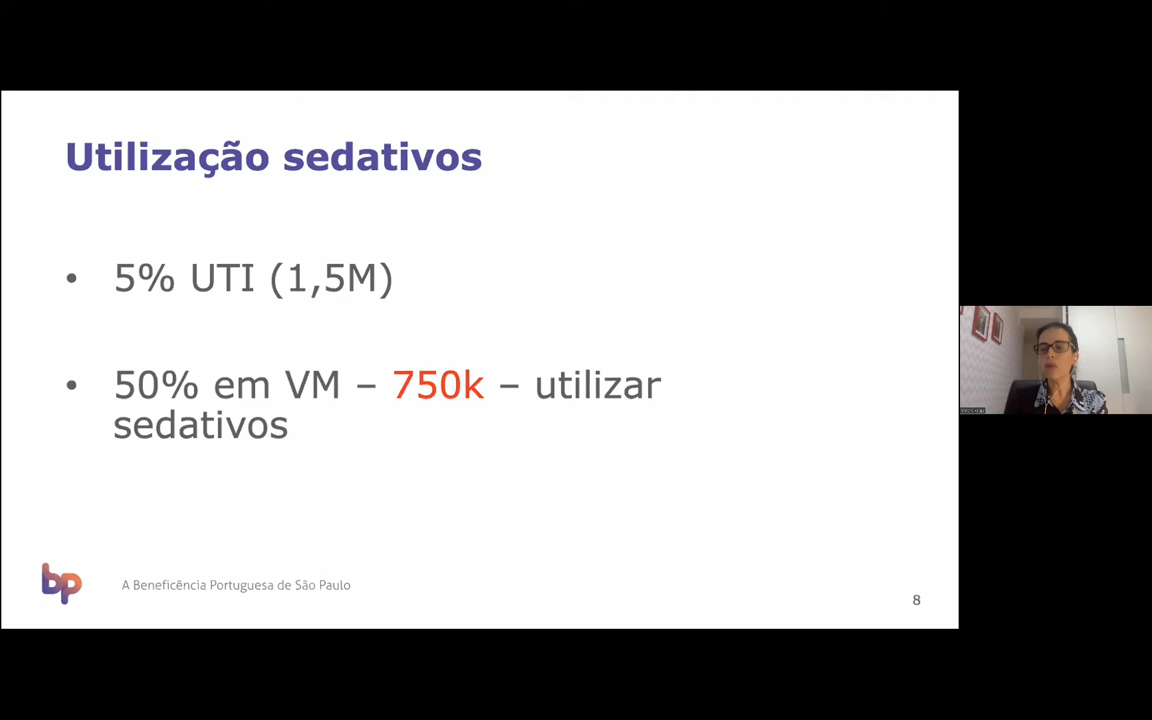 Utilização sedativos
• 5% UTI (1,5M)
• 50% em VM – 750k – utilizar
sedativos
bp
A Beneficência Portuguesa de São Paulo
8